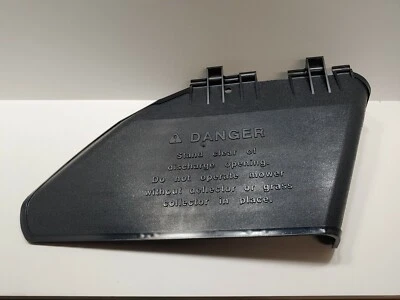 ⚠ DANGER
Stand clear of
discharge opening.
Do not operate mower
without deflector or grass
collector in place.